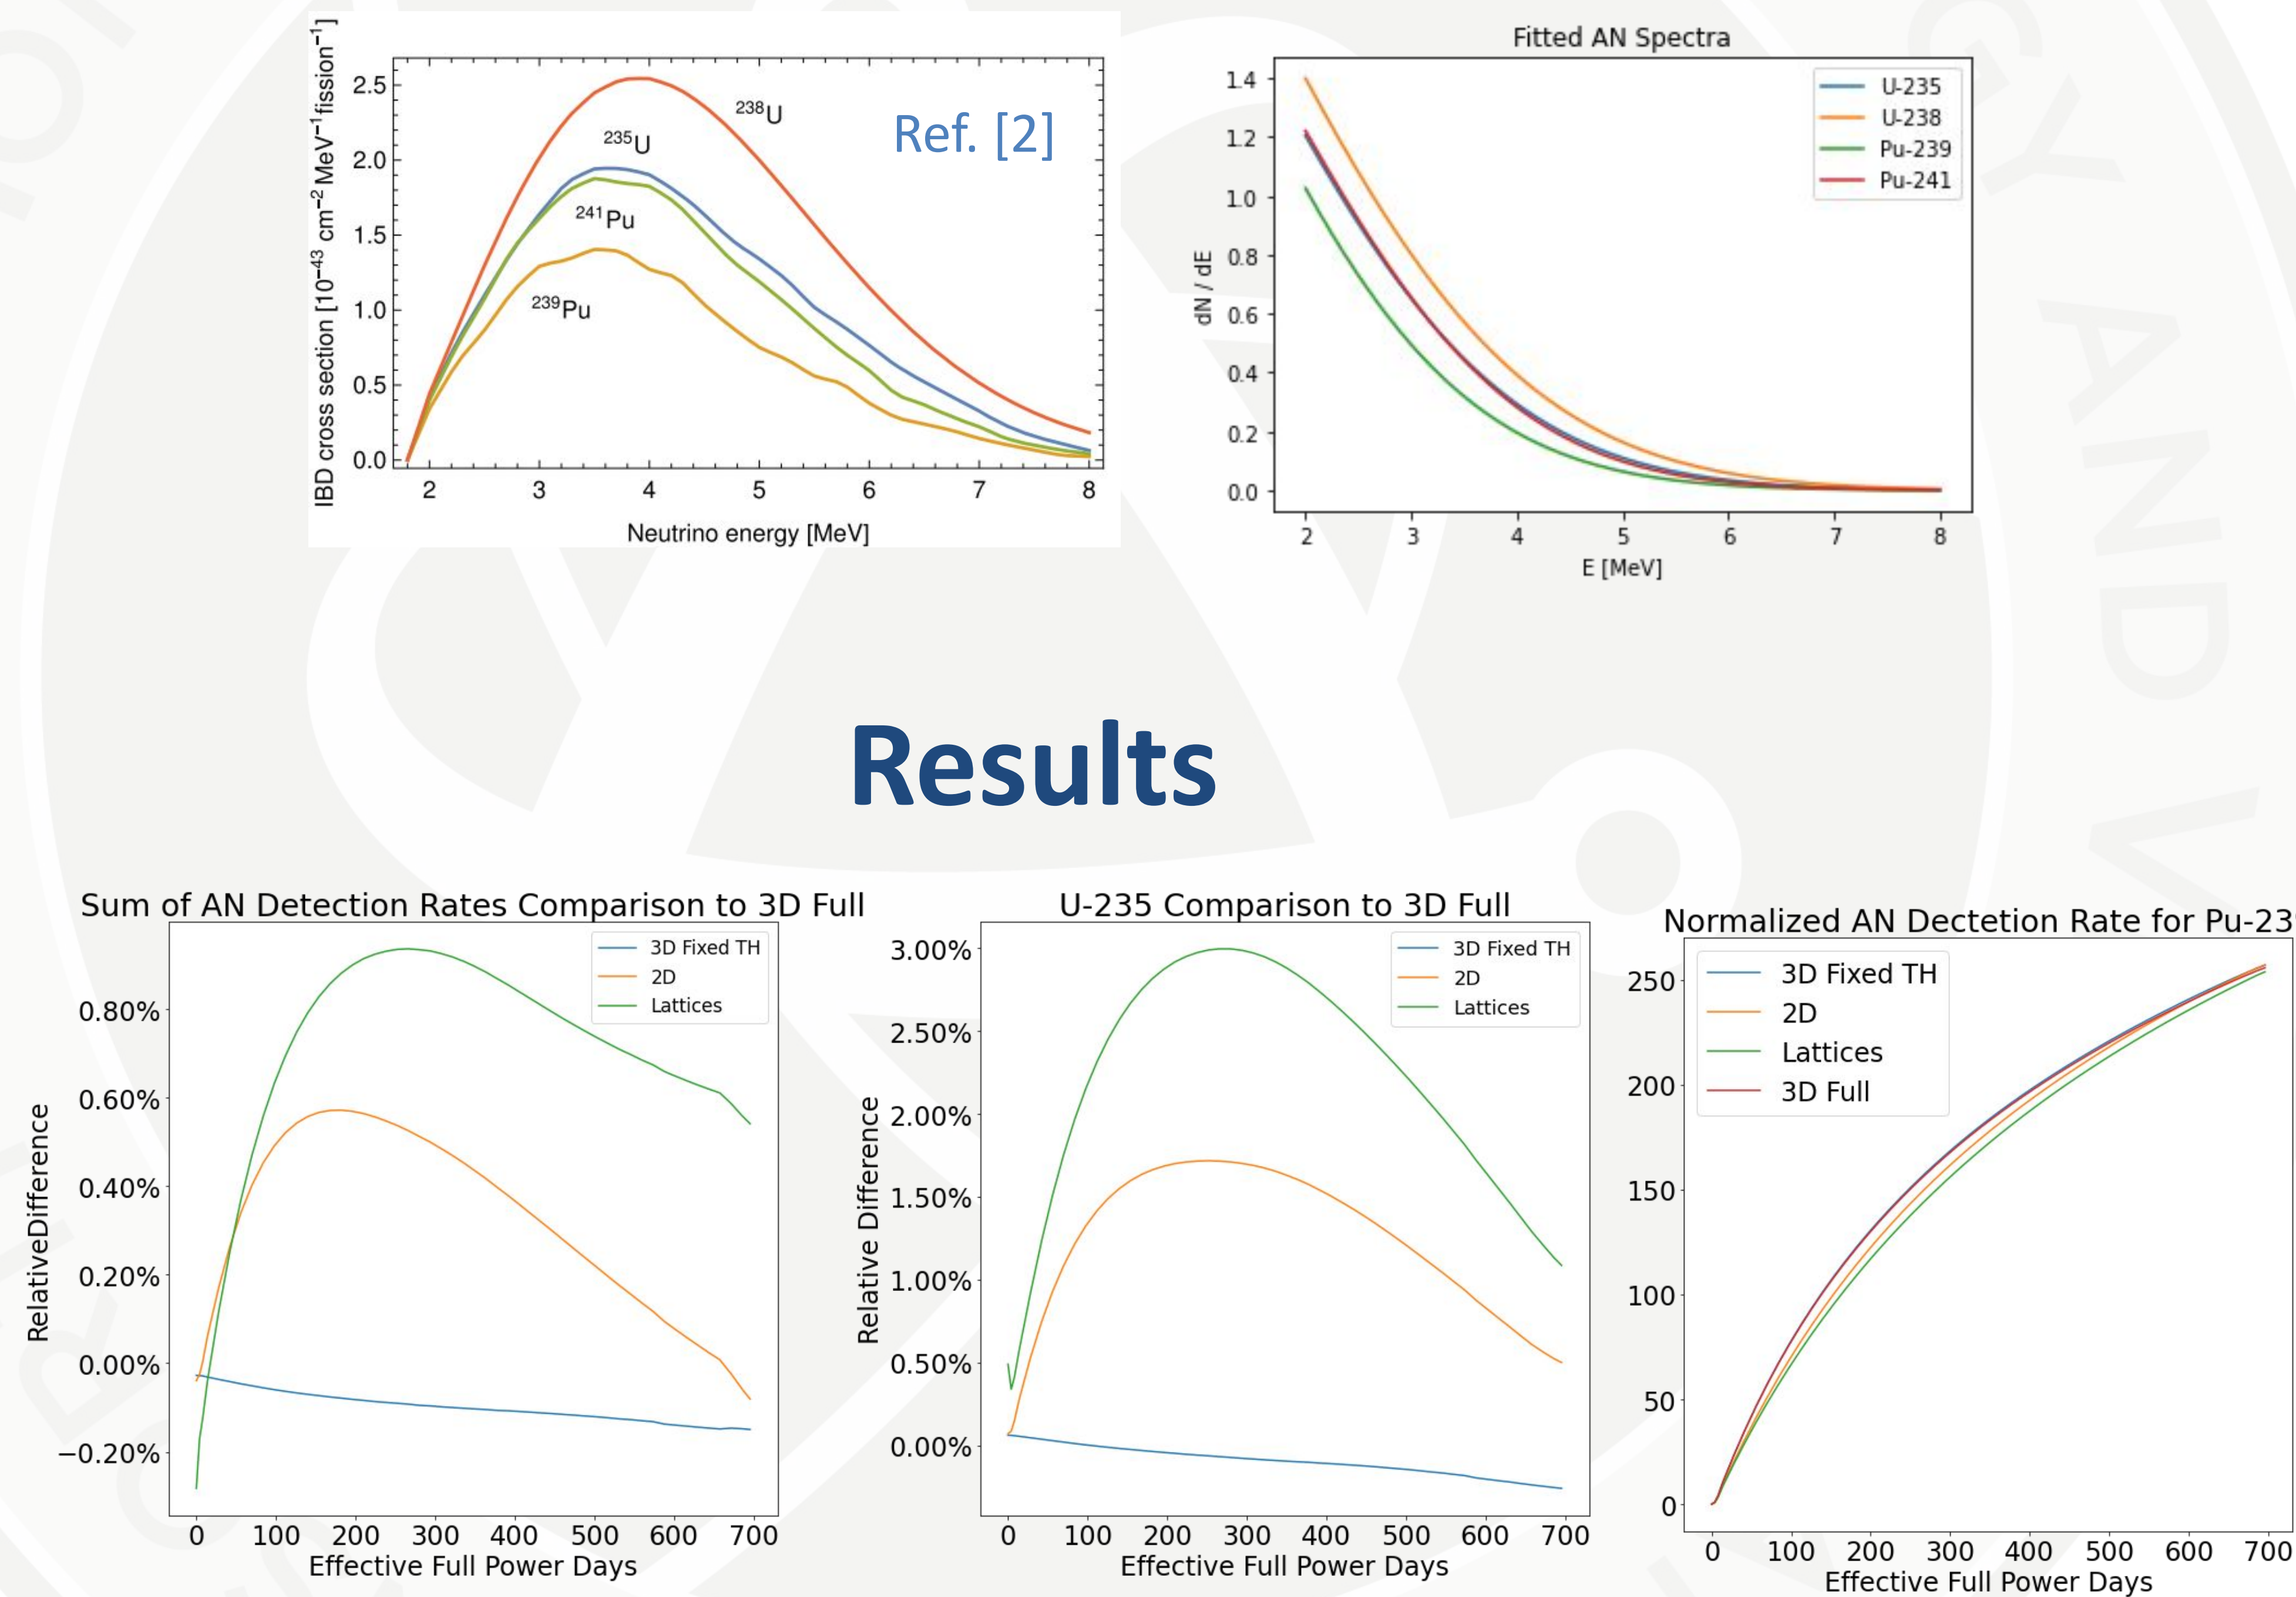 IBD cross section [10⁻⁴³ cm⁻² MeV⁻¹fission⁻¹]
2.5
2.0
1.5
1.0
0.5
0.0
²³⁸U
²³⁵U
²⁴¹Pu
²³⁹Pu
Ref. [2]
2 3 4 5 6 7 8
Neutrino energy [MeV]
Fitted AN Spectra
dN / dE
1.4
1.2
1.0
0.8
0.6
0.4
0.2
0.0
U-235
U-238
Pu-239
Pu-241
2 3 4 5 6 7 8
E [MeV]
Results
Sum of AN Detection Rates Comparison to 3D Full
RelativeDifference
0.80%
0.60%
0.40%
0.20%
0.00%
−0.20%
3D Fixed TH
2D
Lattices
0 100 200 300 400 500 600 700
Effective Full Power Days
U-235 Comparison to 3D Full
Relative Difference
3.00%
2.50%
2.00%
1.50%
1.00%
0.50%
0.00%
3D Fixed TH
2D
Lattices
0 100 200 300 400 500 600 700
Effective Full Power Days
Normalized AN Dectetion Rate for Pu-23
250
200
150
100
50
0
3D Fixed TH
2D
Lattices
3D Full
0 100 200 300 400 500 600 700
Effective Full Power Days